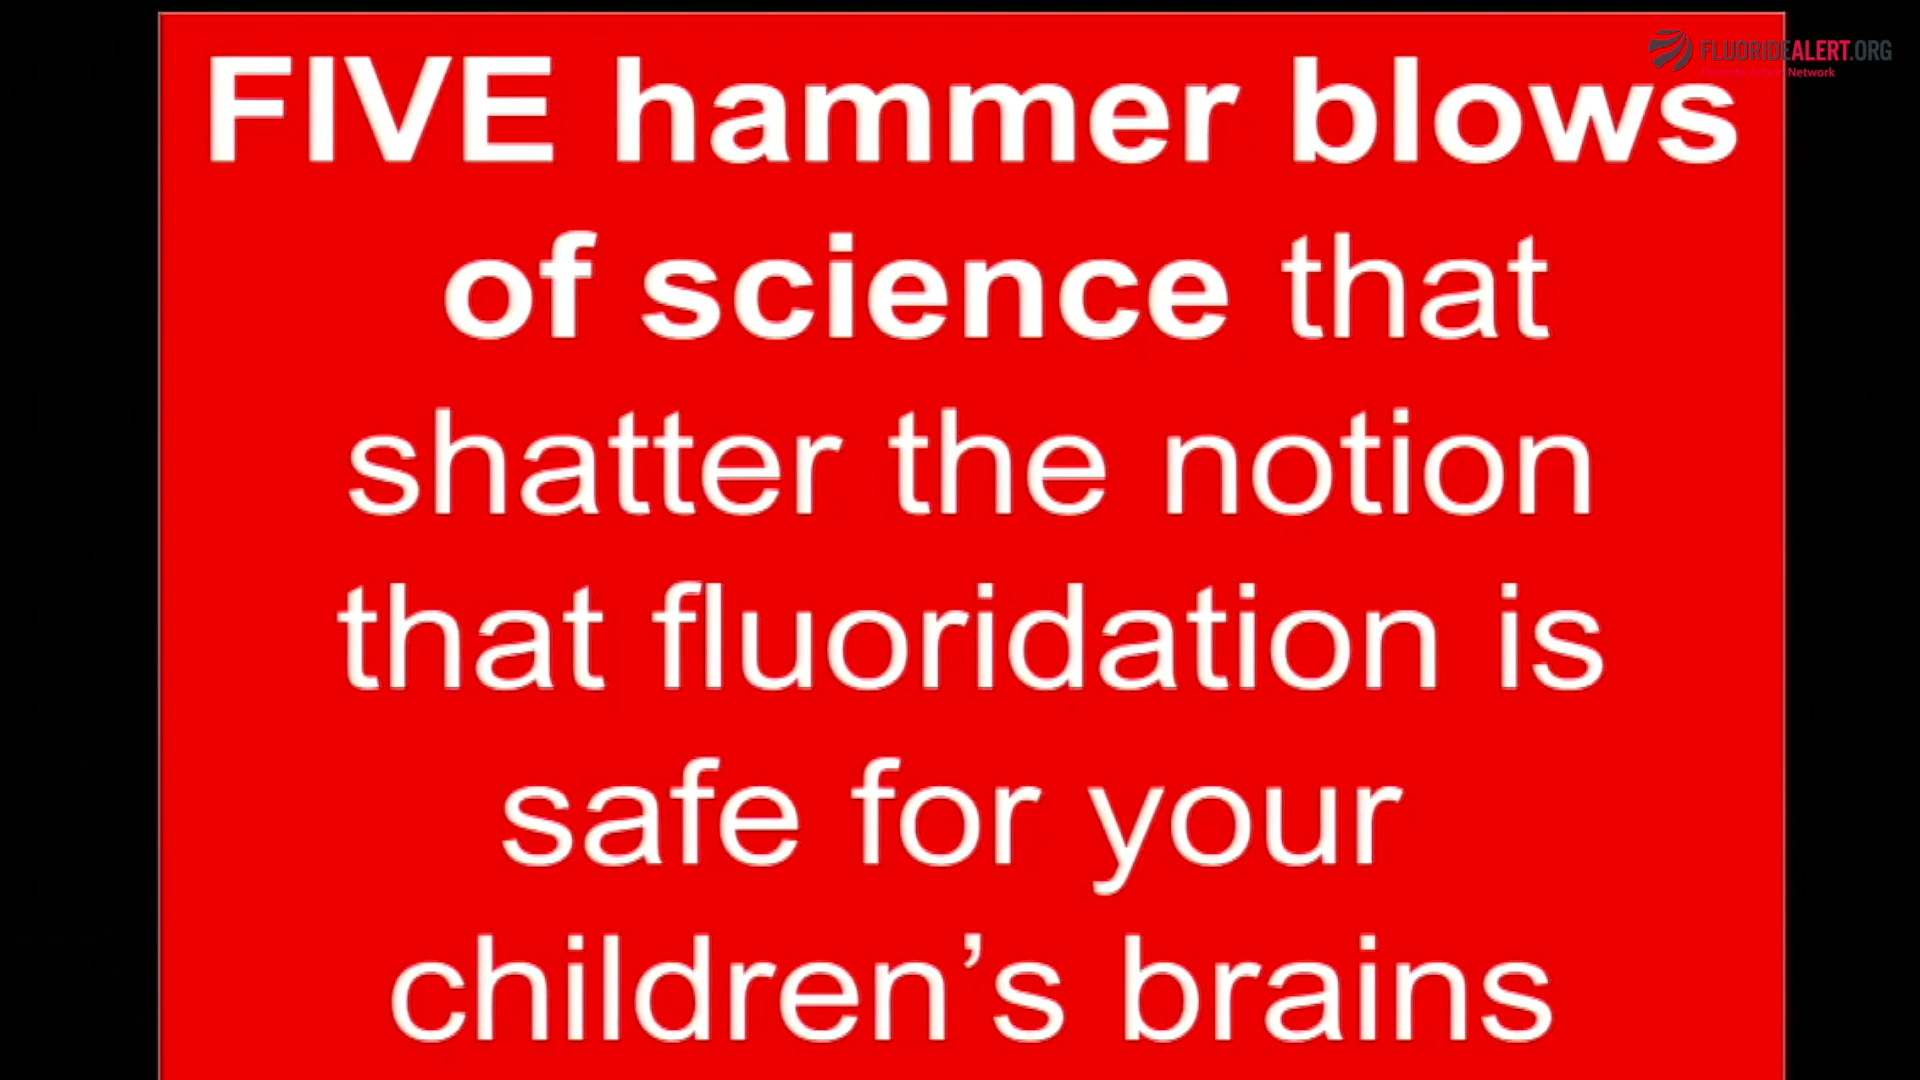 FLUORIDEALERT.ORG
Network
FIVE hammer blows
of science that
shatter the notion
that fluoridation is
safe for your
children’s brains